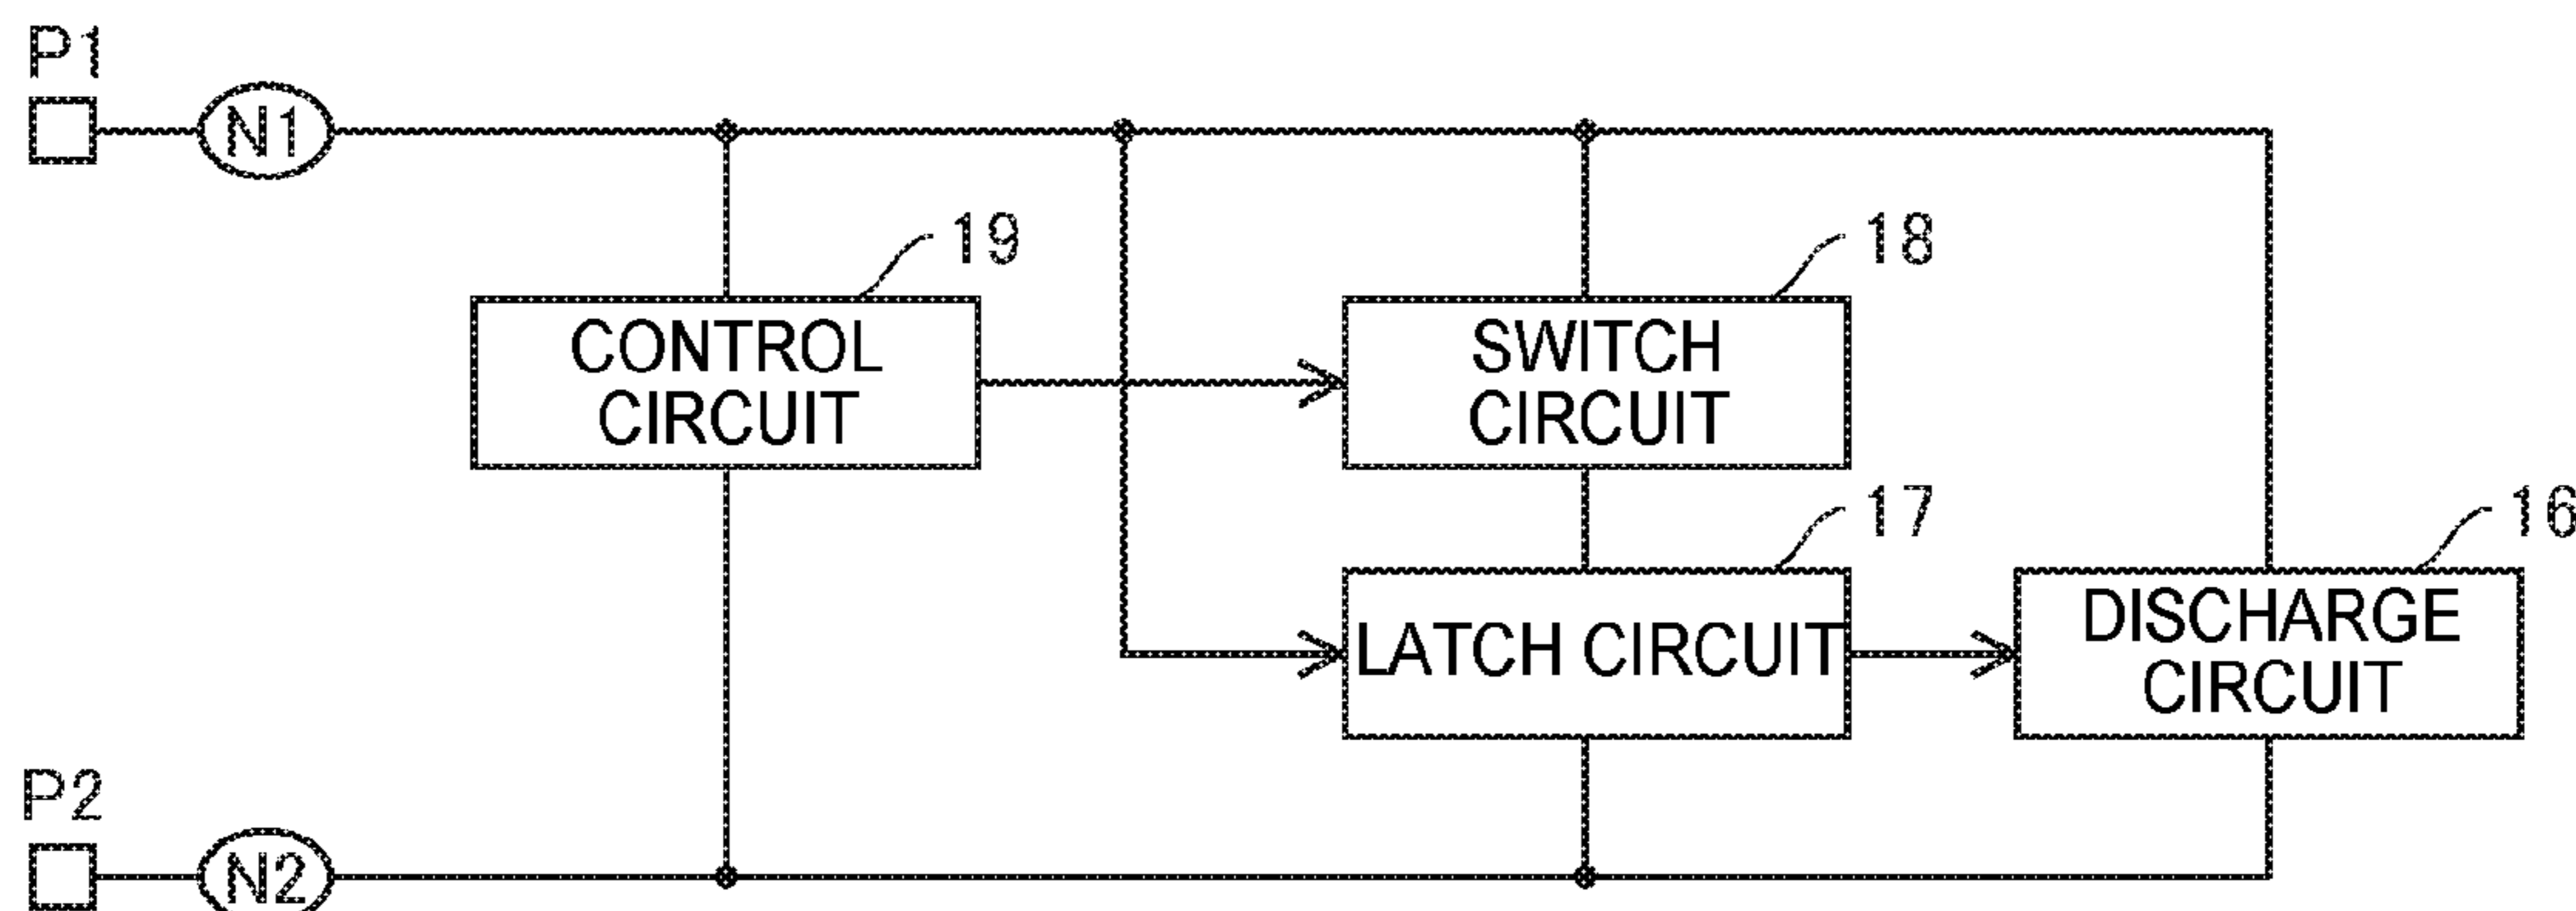 P1
N1
19
18
CONTROL
CIRCUIT
SWITCH
CIRCUIT
17
16
LATCH CIRCUIT
DISCHARGE
CIRCUIT
P2
N2